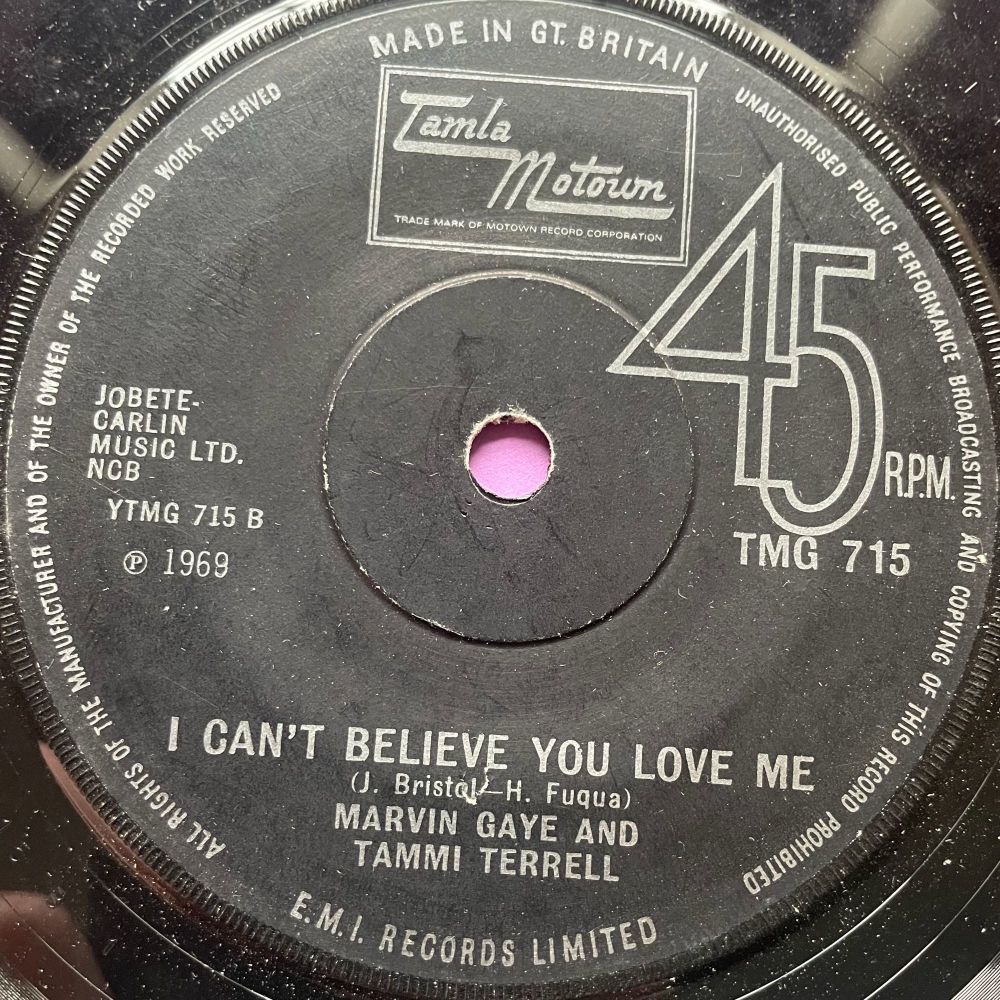 MADE IN GT. BRITAIN
UNAUTHORISED PUBLIC PERFORMANCE BROADCASTING AND COPYING OF THIS RECORD PROHIBITED
ALL RIGHTS OF THE MANUFACTURER AND OF THE OWNER OF THE RECORDED WORK RESERVED
Tamla
Motown
TRADE MARK OF MOTOWN RECORD CORPORATION
45
R.P.M.
TMG 715
JOBETE-
CARLIN
MUSIC LTD.
NCB
YTMG 715 B
℗ 1969
I CAN'T BELIEVE YOU LOVE ME
(J. Bristol—H. Fuqua)
MARVIN GAYE AND
TAMMI TERRELL
E.M.I. RECORDS LIMITED